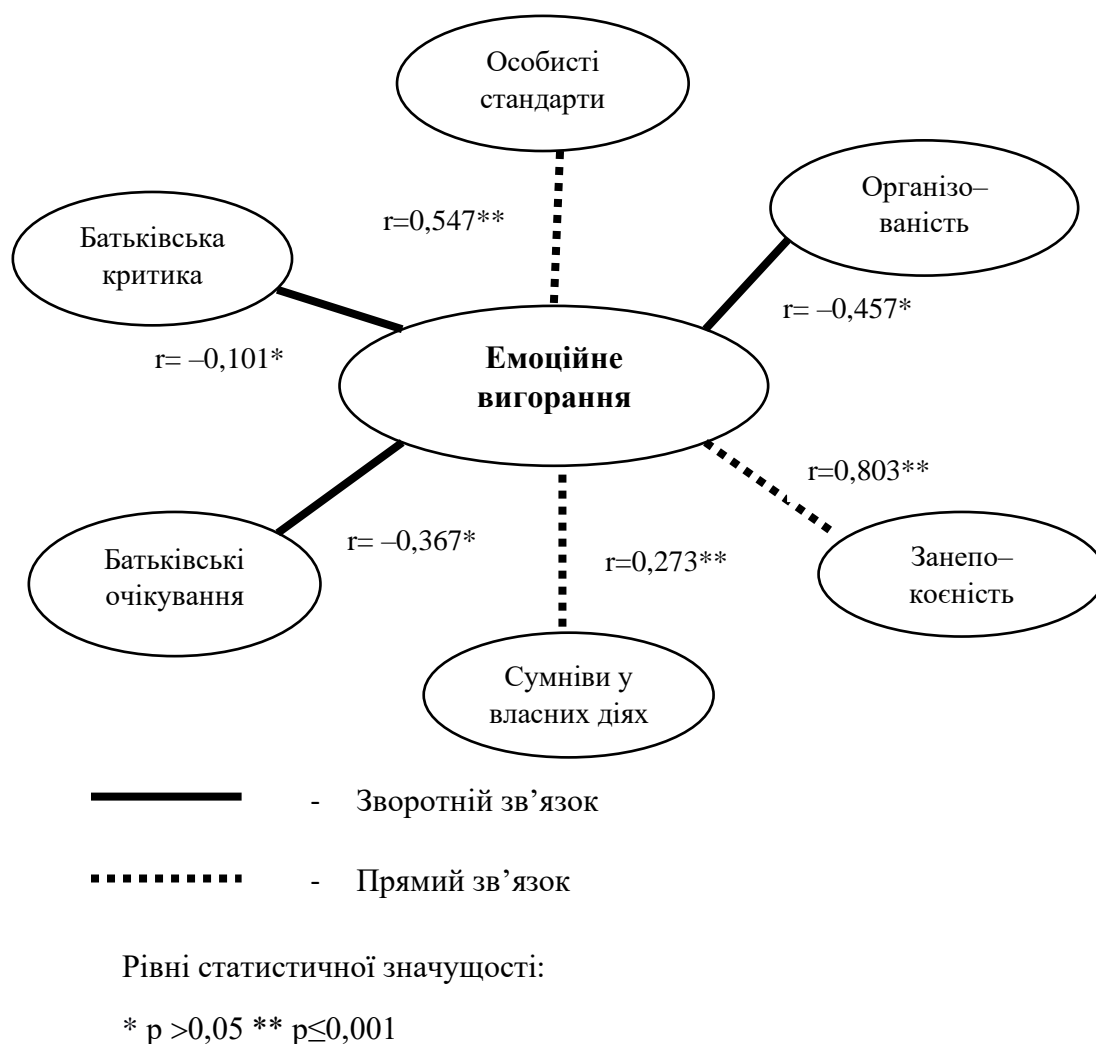 Особисті
стандарти
Організо–
ваність
r=0,547**
Батьківська
критика
r= –0,457*
r= –0,101*
Емоційне
вигорання
r=0,803**
r= –0,367*
r=0,273**
Батьківські
очікування
Занепо–
коєність
Сумніви у
власних діях
- Зворотній зв’язок
- Прямий зв’язок
Рівні статистичної значущості:
* p >0,05 ** p≤0,001